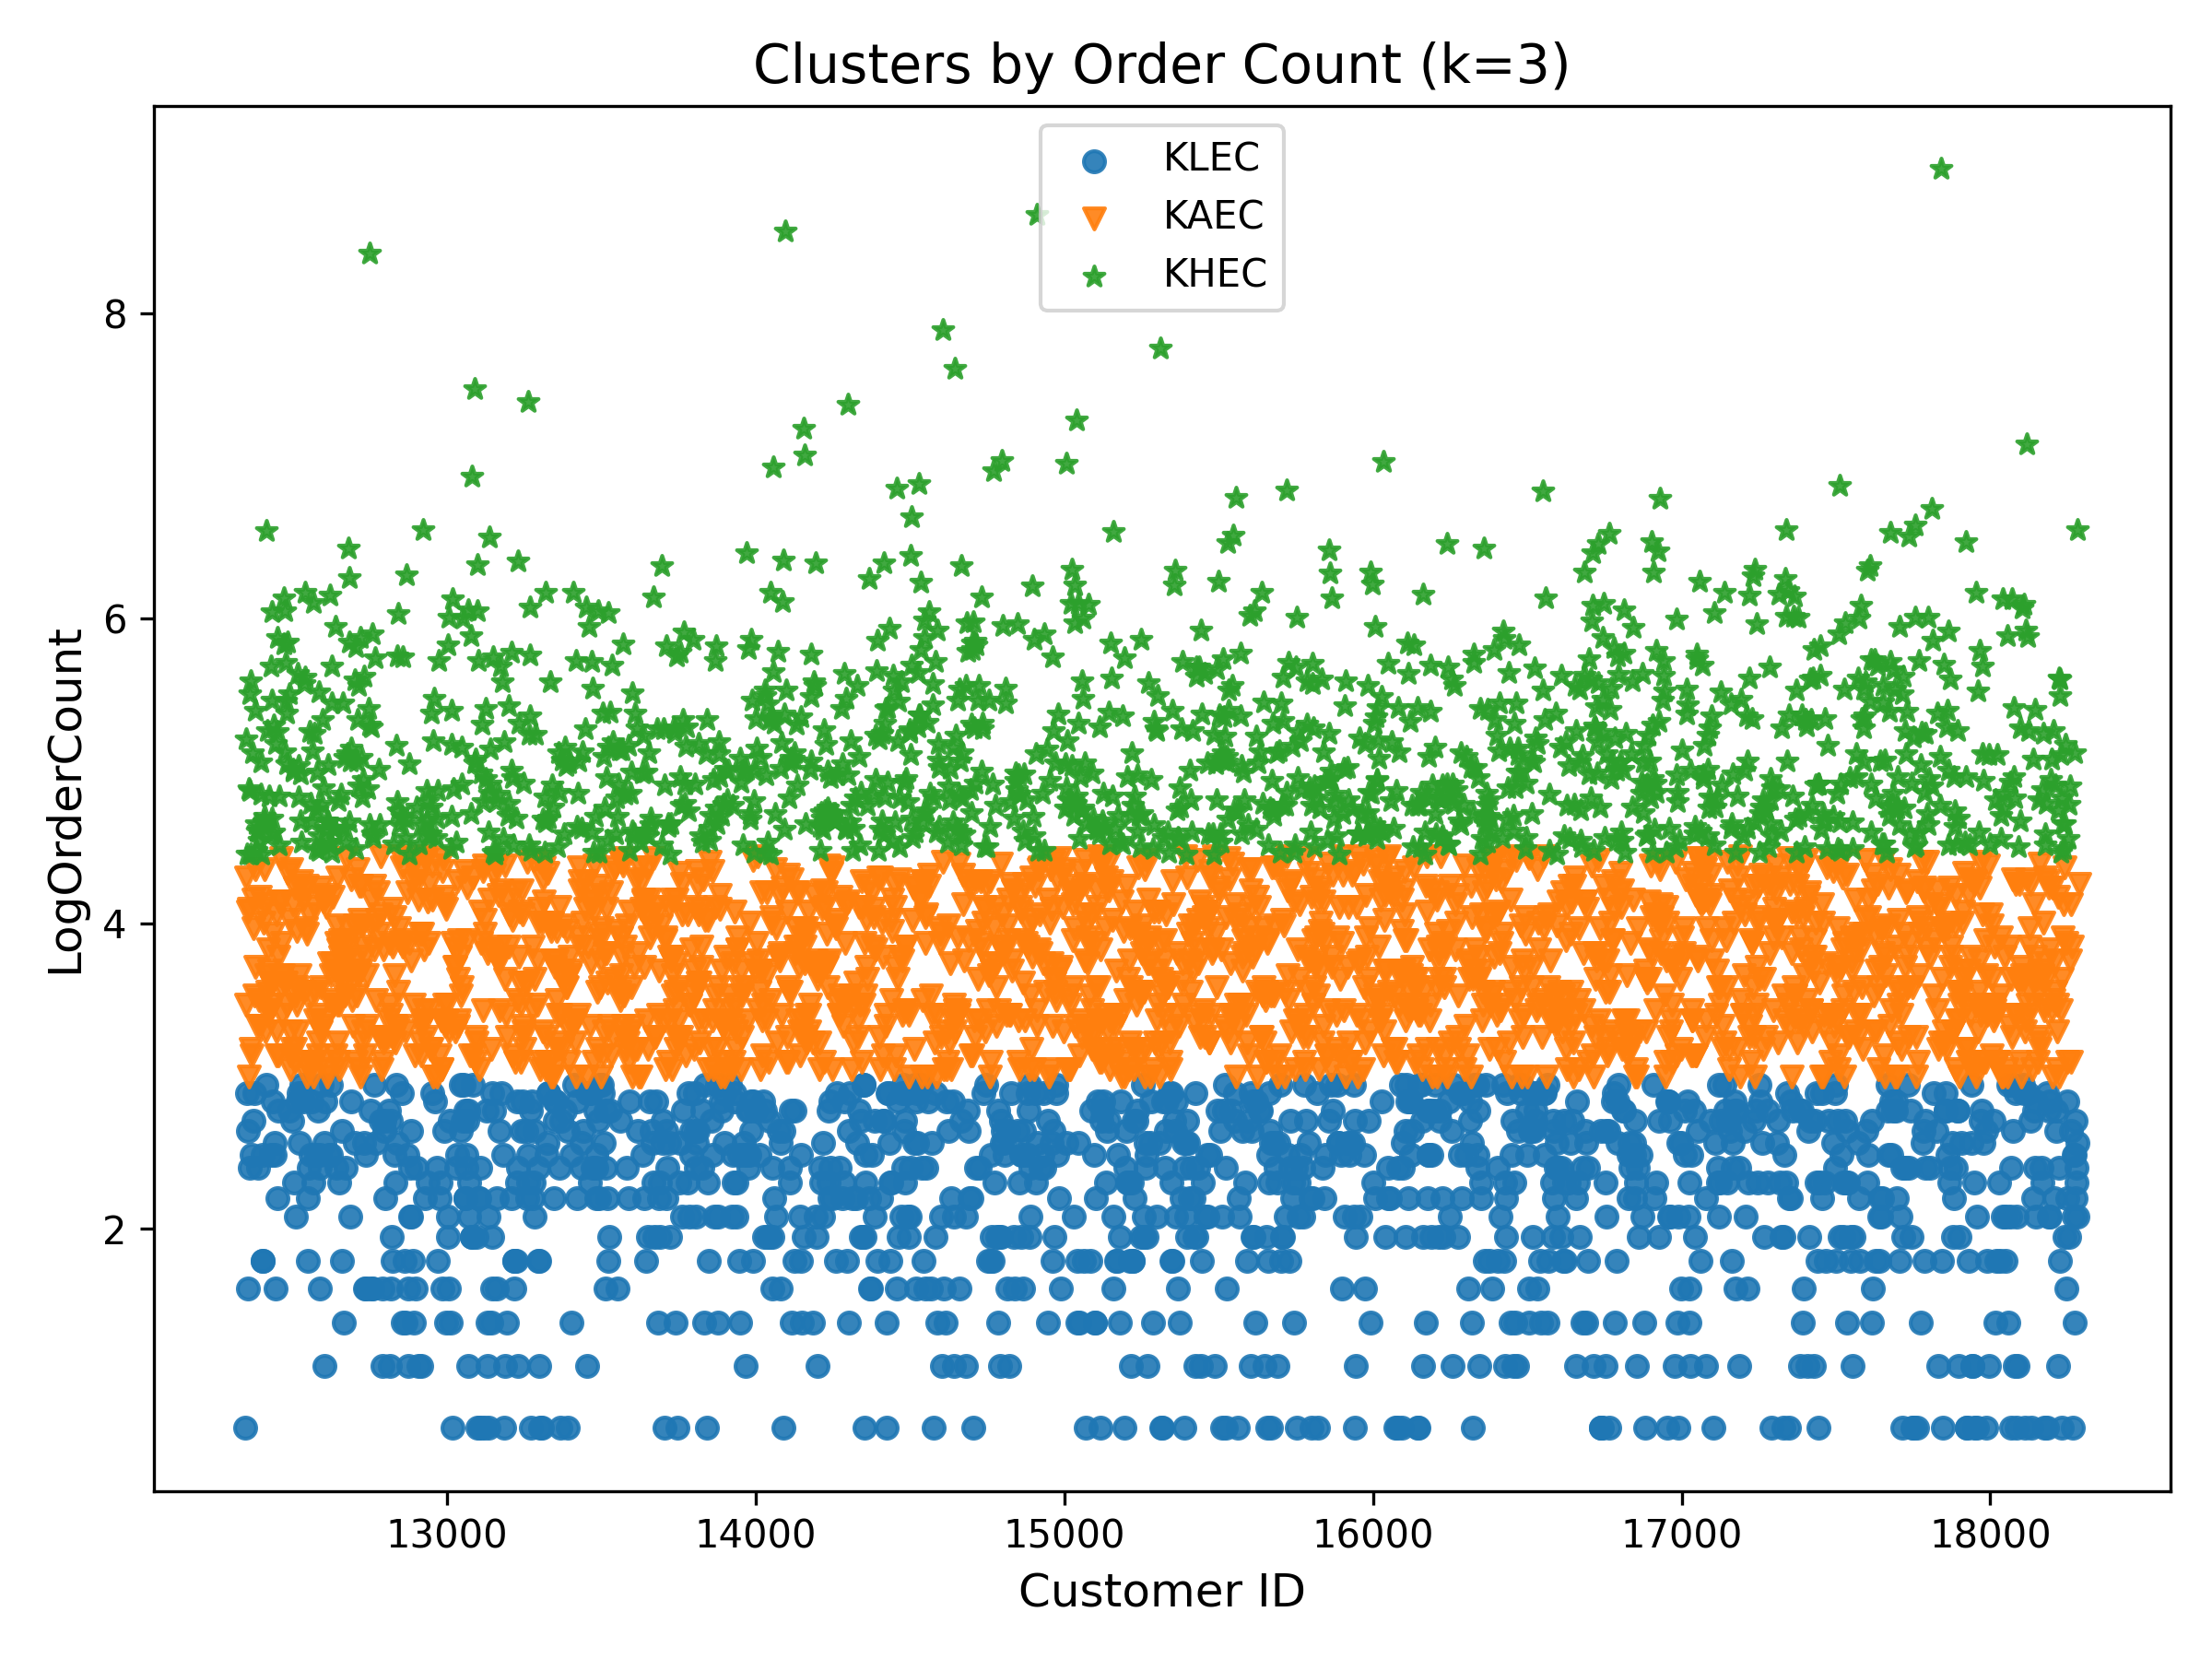 Clusters by Order Count (k=3)
KLEC
KAEC
KHEC
LogOrderCount
8
6
4
2
13000 14000 15000 16000 17000 18000
Customer ID